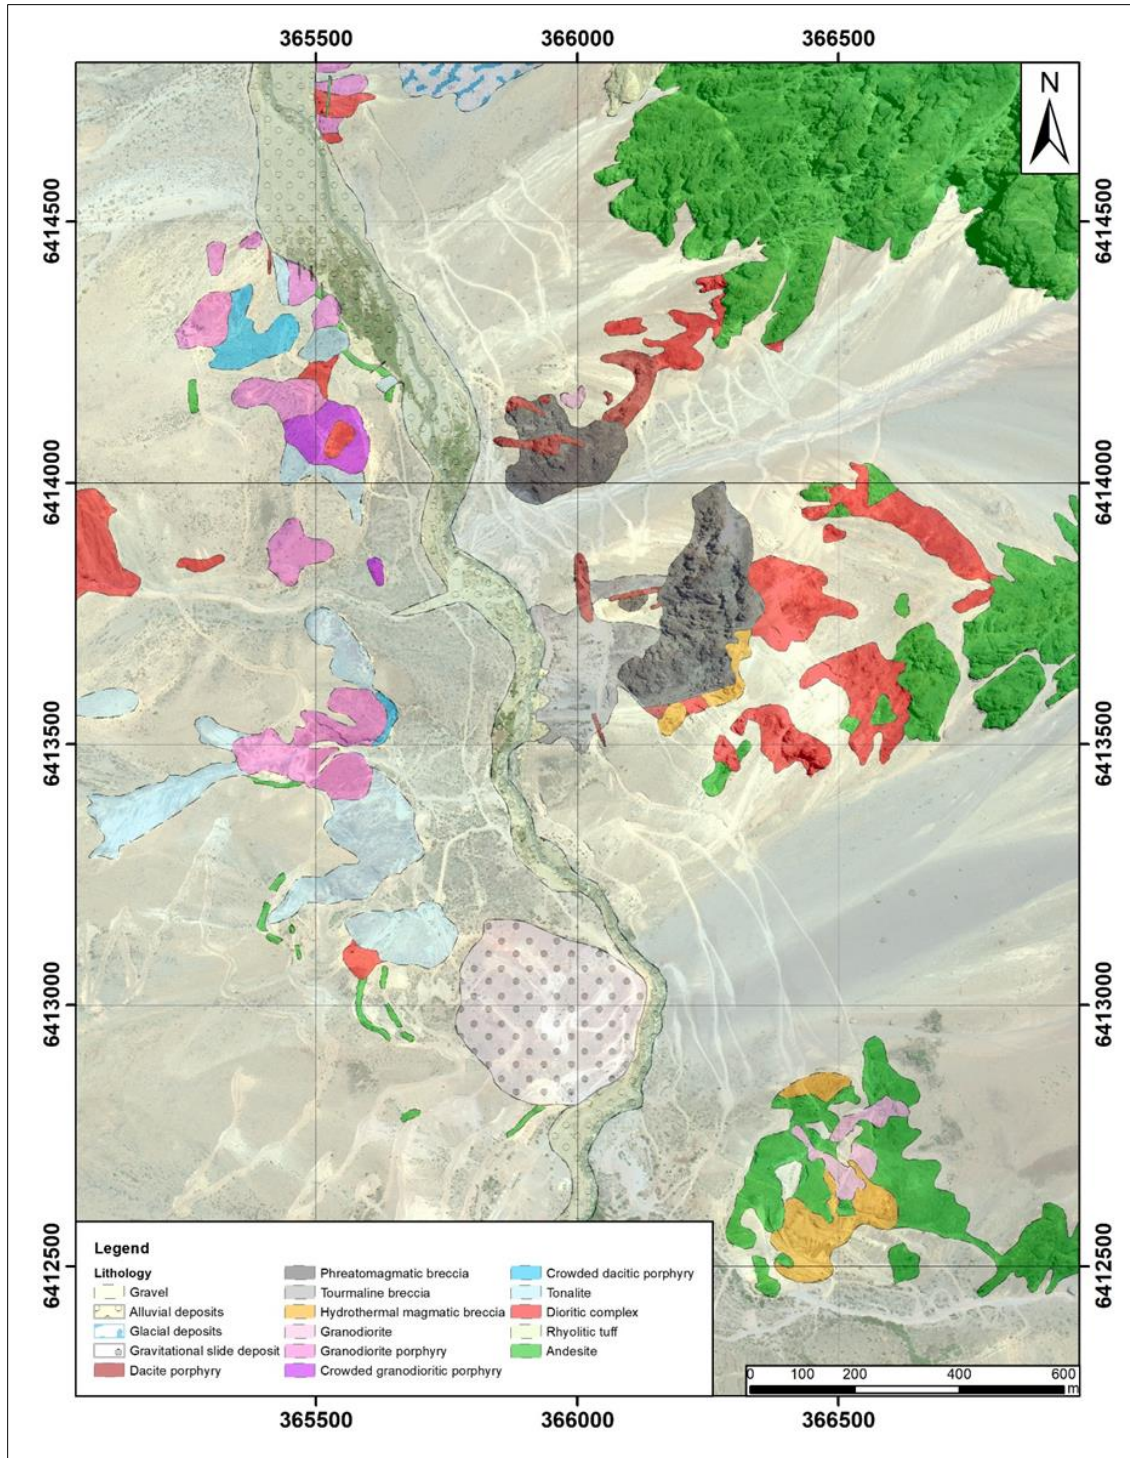 365500 366000 366500
N
6414500 6414500
6414000 6414000
6413500 6413500
6413000 6413000
6412500 6412500
Legend
Lithology
Gravel
Alluvial deposits
Glacial deposits
Gravitational slide deposit
Dacite porphyry
Phreatomagmatic breccia
Tourmaline breccia
Hydrothermal magmatic breccia
Granodiorite
Granodiorite porphyry
Crowded granodioritic porphyry
Crowded dacitic porphyry
Tonalite
Dioritic complex
Rhyolitic tuff
Andesite
0 100 200 400 600
m
365500 366000 366500